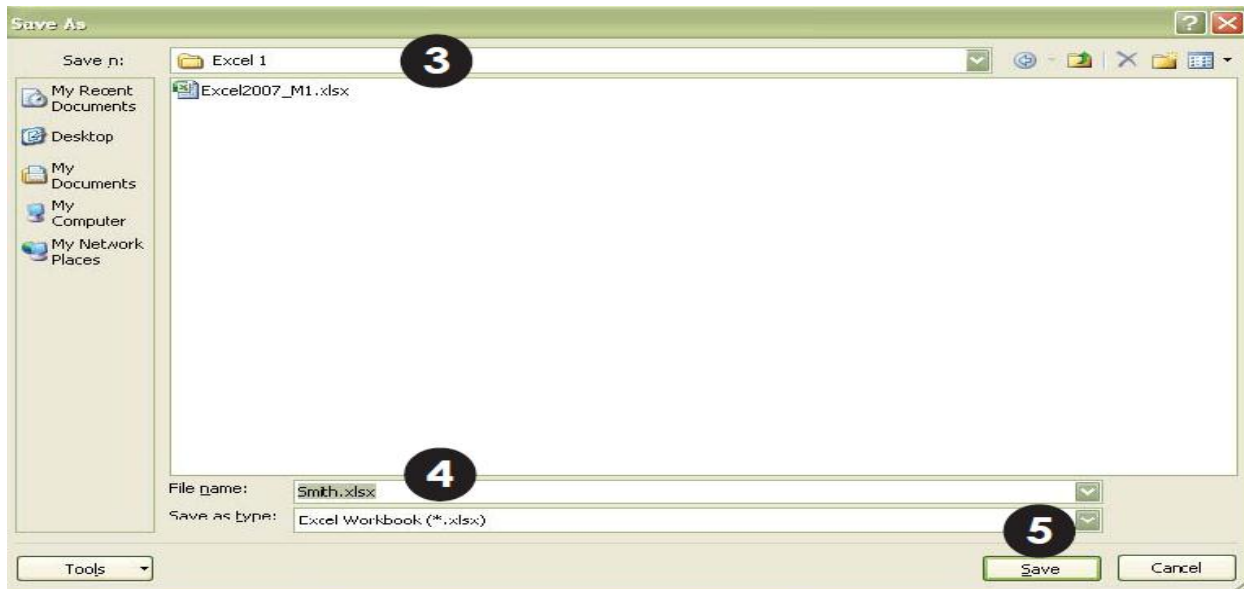 Save As
Save in:
Excel 1
3
My Recent
Documents
Excel2007_M1.xlsx
Desktop
My
Documents
My
Computer
My Network
Places
4
File name:
Smith.xlsx
Save as type:
Excel Workbook (*.xlsx)
5
Tools
Save
Cancel